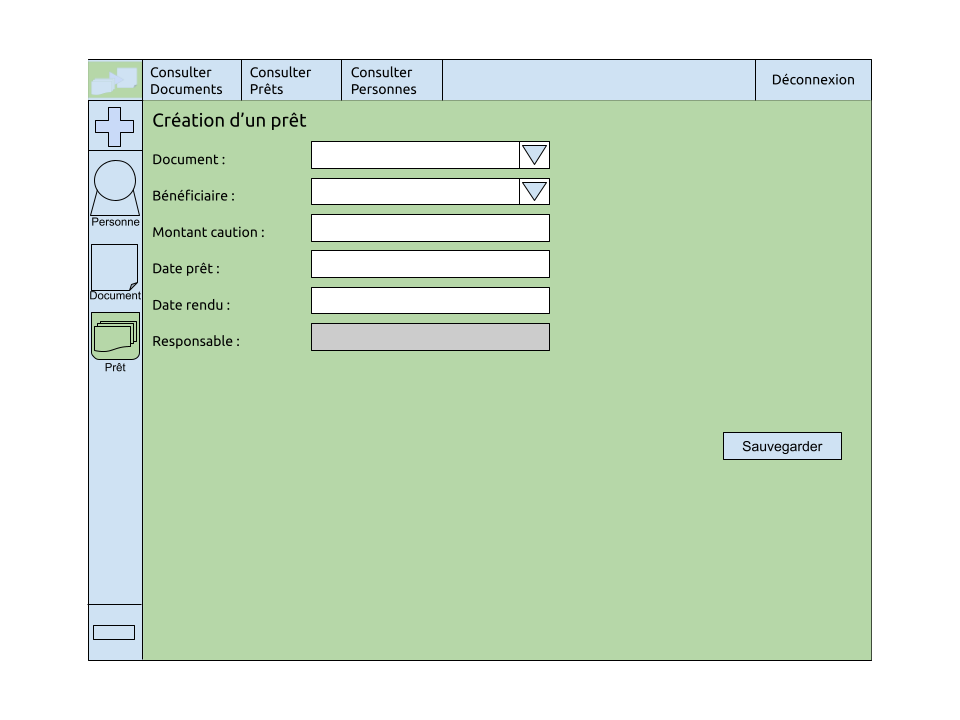 Consulter
Documents
Consulter
Prêts
Consulter
Personnes
Déconnexion
Création d’un prêt
Document :
Bénéficiaire :
Personne
Montant caution :
Date prêt :
Document
Date rendu :
Responsable :
Prêt
Sauvegarder